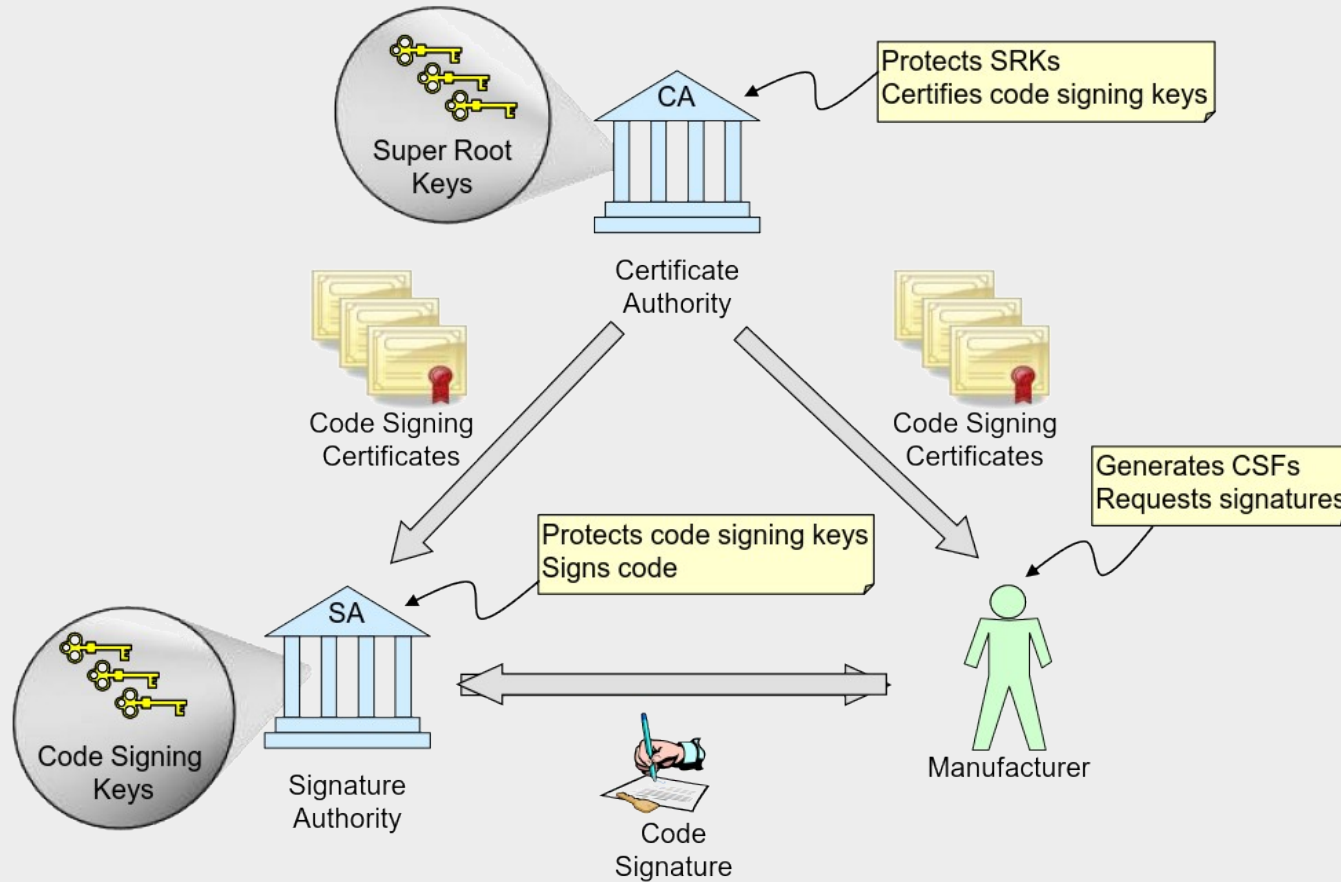 CA
Protects SRKs
Certifies code signing keys
Super Root
Keys
Certificate
Authority
Code Signing
Certificates
Code Signing
Certificates
Generates CSFs
Requests signatures
Protects code signing keys
Signs code
SA
Code Signing
Keys
Signature
Authority
Code
Signature
Manufacturer